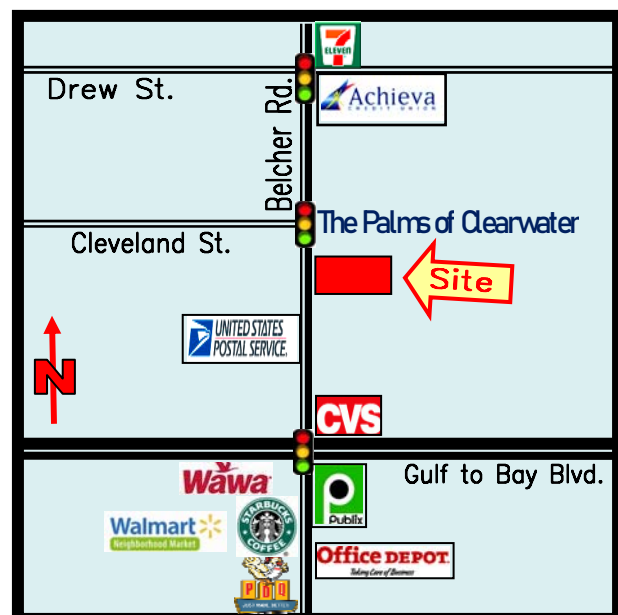 7
ELEVEN
Drew St.
Belcher Rd.
Achieva
CREDIT UNION
The Palms of Clearwater
Cleveland St.
Site
UNITED STATES
POSTAL SERVICE.
N
CVS
Gulf to Bay Blvd.
Wawa
P
Publix
Walmart
Neighborhood Market
STARBUCKS
COFFEE
Office DEPOT.
Taking Care of Business
PDQ